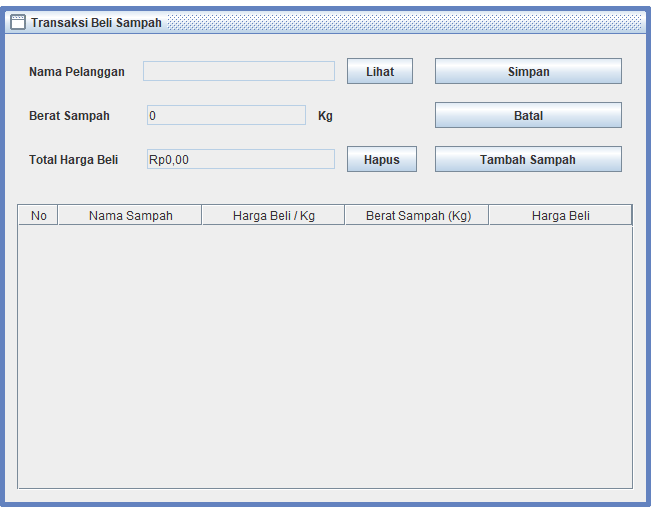 Transaksi Beli Sampah
Nama Pelanggan Lihat Simpan
Berat Sampah 0 Kg Batal
Total Harga Beli Rp0,00 Hapus Tambah Sampah
No Nama Sampah Harga Beli / Kg Berat Sampah (Kg) Harga Beli